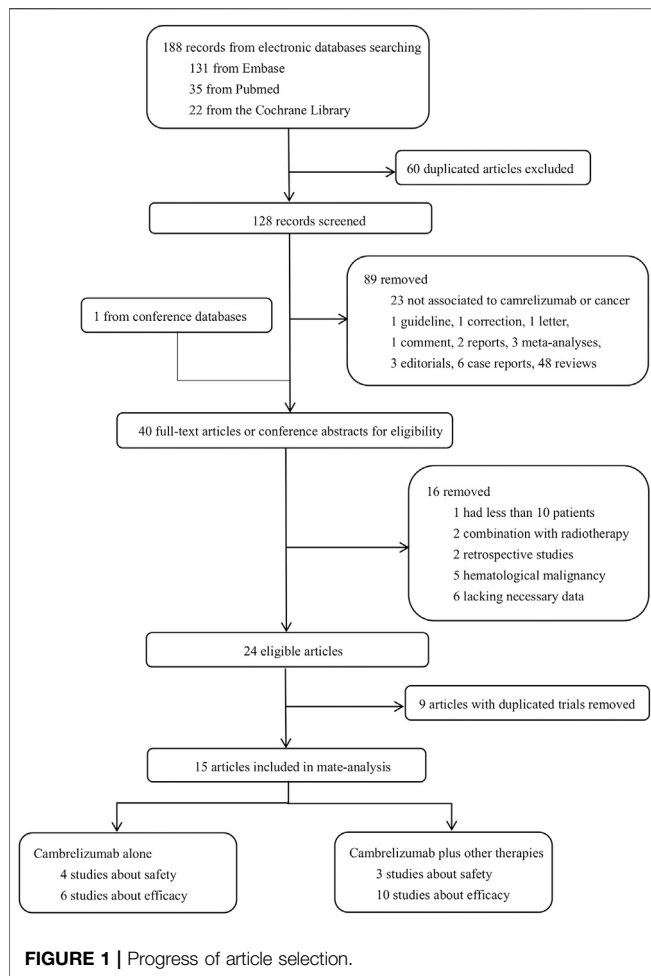 188 records from electronic databases searching
131 from Embase
35 from Pubmed
22 from the Cochrane Library
60 duplicated articles excluded
128 records screened
89 removed
23 not associated to camrelizumab or cancer
1 guideline, 1 correction, 1 letter,
1 comment, 2 reports, 3 meta-analyses,
3 editorials, 6 case reports, 48 reviews
1 from conference databases
40 full-text articles or conference abstracts for eligibility
16 removed
1 had less than 10 patients
2 combination with radiotherapy
2 retrospective studies
5 hematological malignancy
6 lacking necessary data
24 eligible articles
9 articles with duplicated trials removed
15 articles included in mate-analysis
Cambrelizumab alone
4 studies about safety
6 studies about efficacy
Cambrelizumab plus other therapies
3 studies about safety
10 studies about efficacy
FIGURE 1 | Progress of article selection.